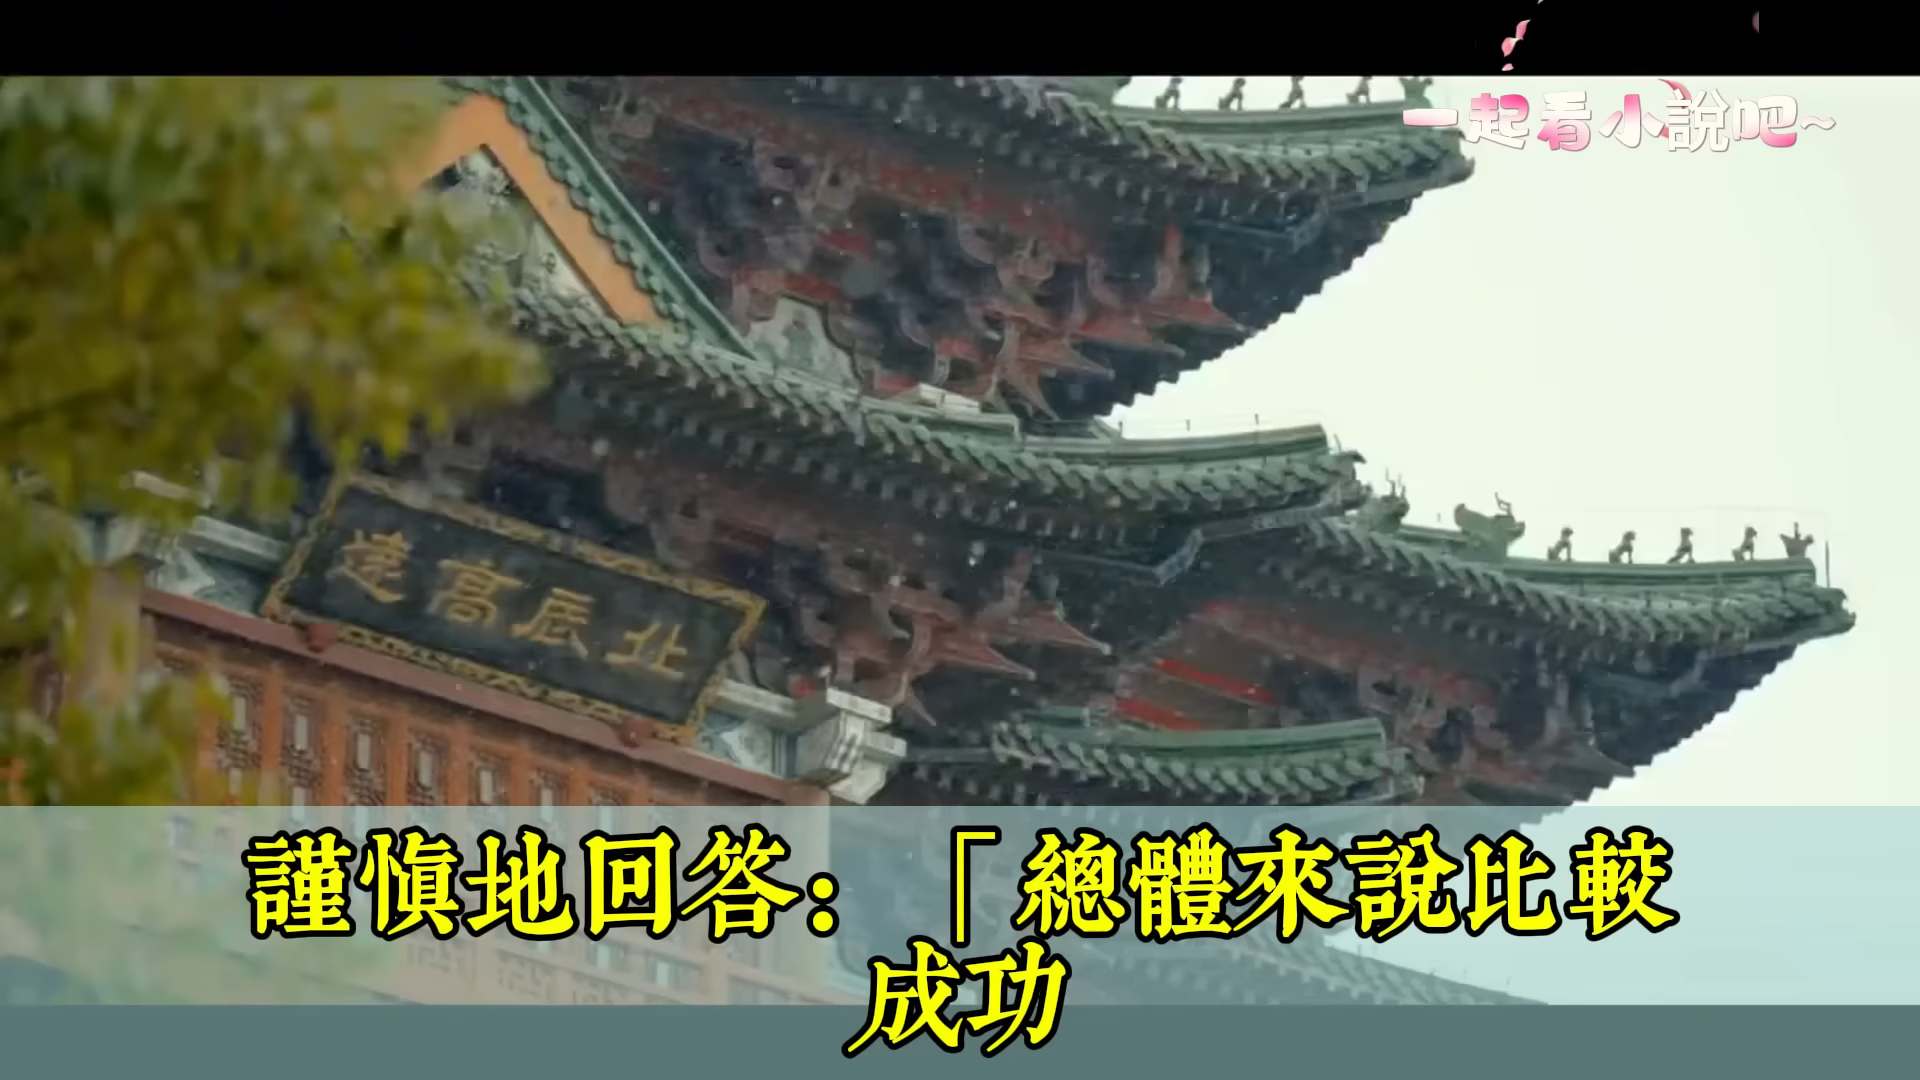 一起看小說吧~
北辰高達
謹慎地回答：「總體來說比較
成功